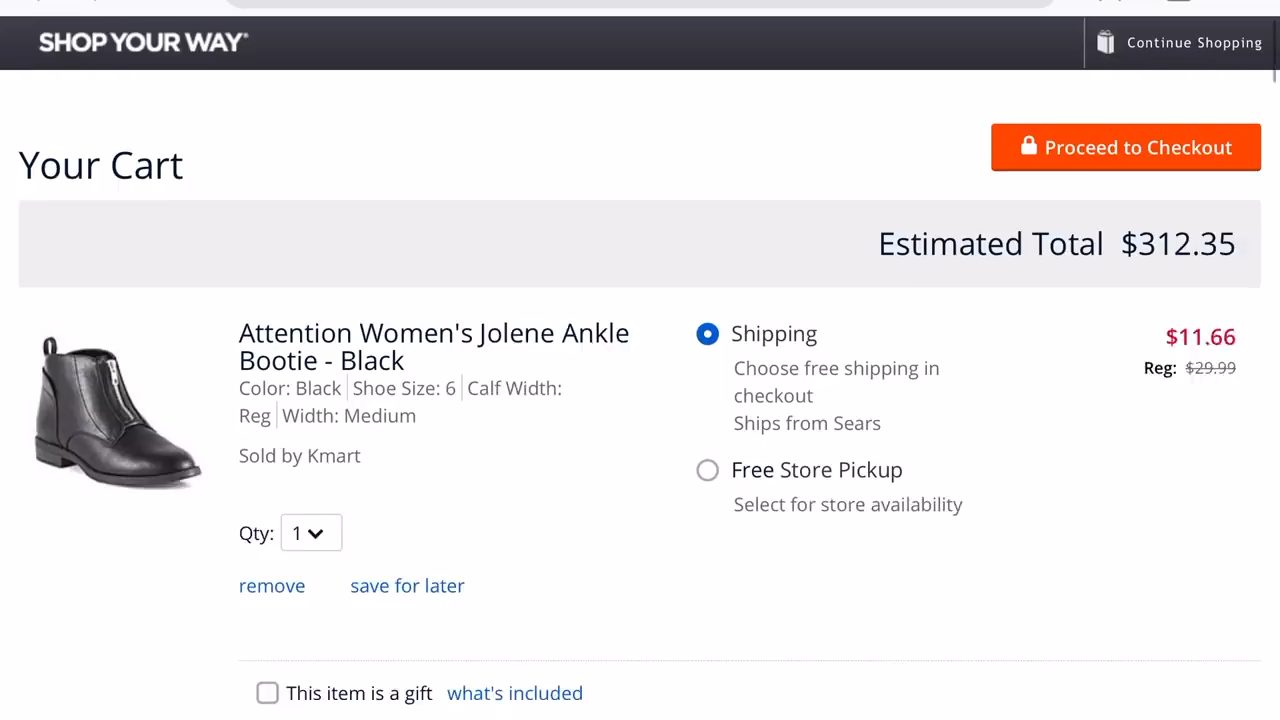 SHOP YOUR WAY®
Continue Shopping
Proceed to Checkout
Your Cart
Estimated Total $312.35
Attention Women's Jolene Ankle
Bootie - Black
Color: Black | Shoe Size: 6 | Calf Width:
Reg | Width: Medium
Sold by Kmart
Qty: 1
remove save for later
Shipping
Choose free shipping in
checkout
Ships from Sears
Free Store Pickup
Select for store availability
$11.66
Reg: $29.99
This item is a gift what's included